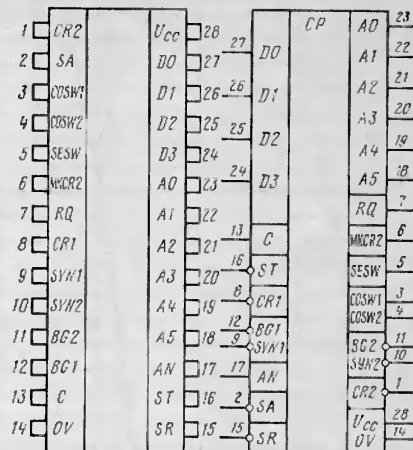 1 CR2 UCC 28
2 SA D0 27
3 COSW1 D1 26
4 COSW2 D2 25
5 SESW D3 24
6 MKCR2 A0 23
7 RQ A1 22
8 CR1 A2 21
9 SYN1 A3 20
10 SYN2 A4 19
11 BG2 A5 18
12 BG1 AN 17
13 C ST 16
14 OV SR 15
CP
27 D0
26 D1
25 D2
24 D3
13 C
16 ST
8 CR1
12 BG1
9 SYN1
17 AN
2 SA
15 SR
A0 23
A1 22
A2 21
A3 20
A4 19
A5 18
RQ 7
MKCR2 6
SESW 5
COSW1 3
COSW2 4
BG2 11
SYN2 10
CR2 1
UCC 28
OV 14